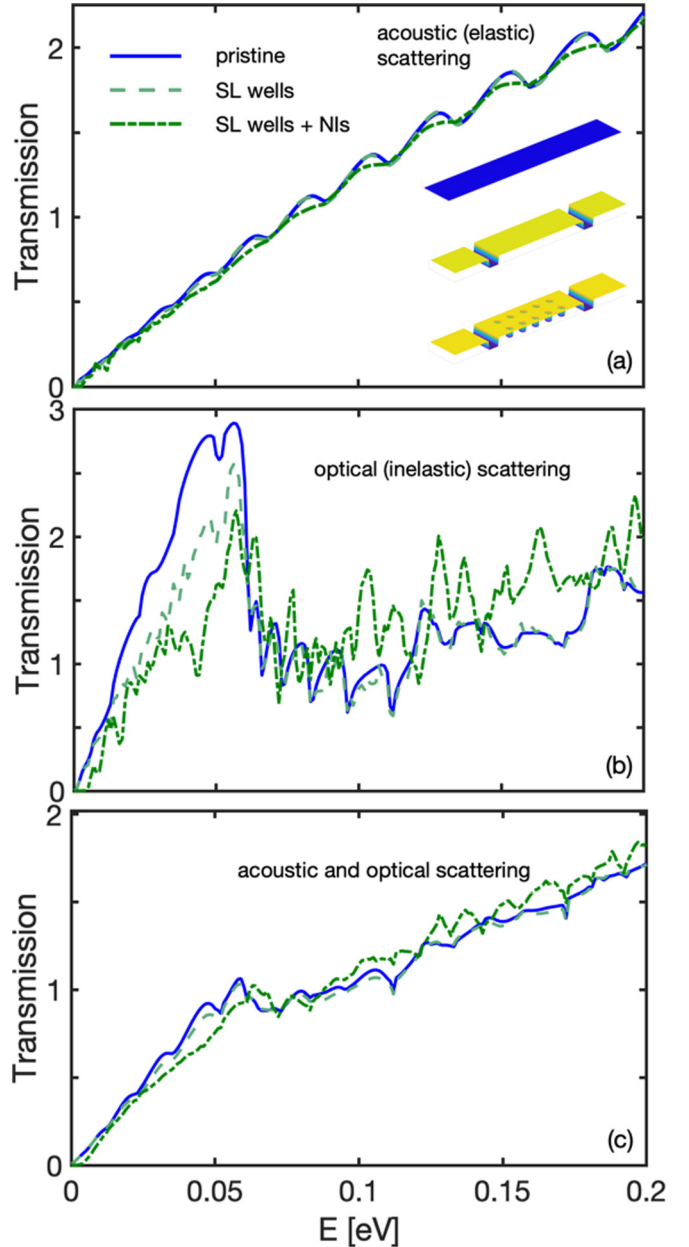 2
acoustic (elastic)
scattering
pristine
SL wells
SL wells + NIs
1
0
Transmission
(a)
3
optical (inelastic) scattering
2
1
0
Transmission
(b)
2
acoustic and optical scattering
1
0
Transmission
(c)
0
0.05
0.1
0.15
0.2
E [eV]